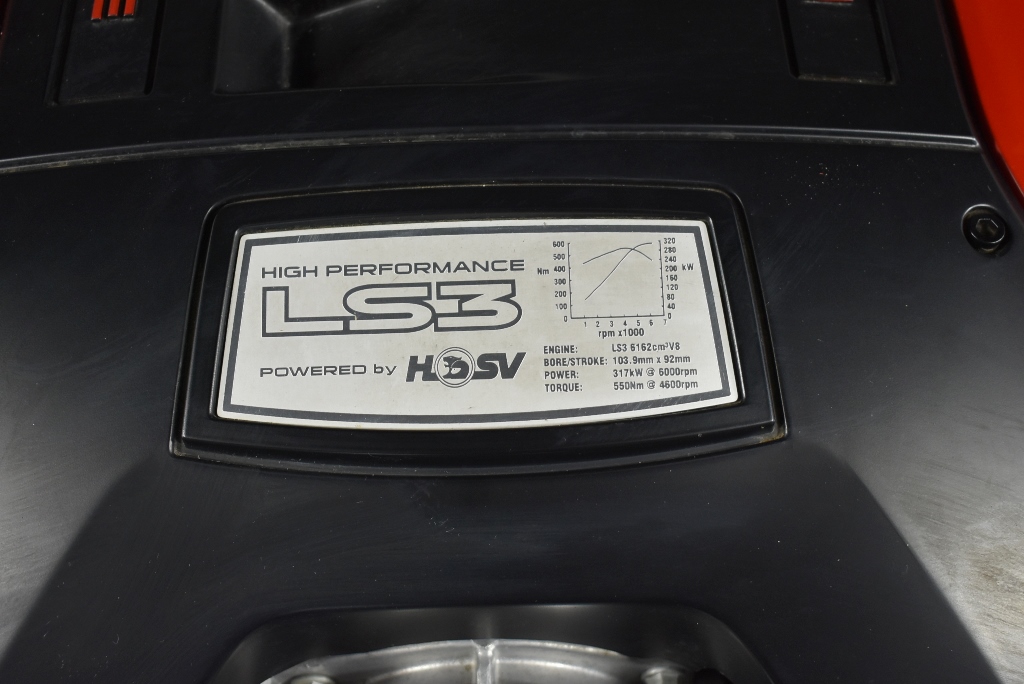 HIGH PERFORMANCE
LS3
POWERED by HSV
Nm
600
500
400
300
200
100
0
320
280
240
200 kW
160
120
80
40
0
1 2 3 4 5 6 7
rpm x1000
ENGINE: LS3 6162cm³V8
BORE/STROKE: 103.9mm x 92mm
POWER: 317kW @ 6000rpm
TORQUE: 550Nm @ 4600rpm